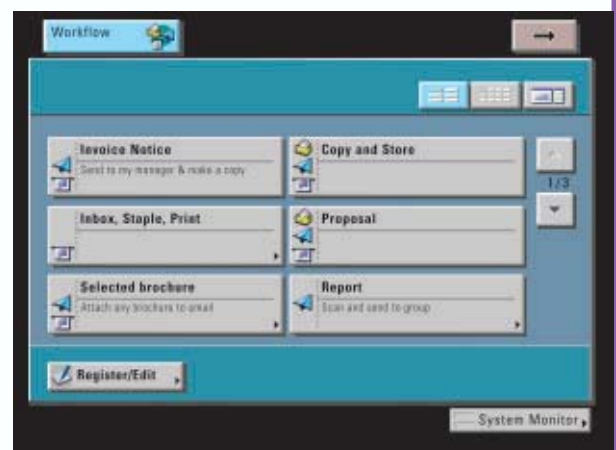 Workflow
→
Invoice Notice
Send to my manager & make a copy
Copy and Store
1/3
Inbox, Staple, Print
Proposal
Selected brochure
Attach any brochure to email
Report
Scan and send to group
Register/Edit
System Monitor